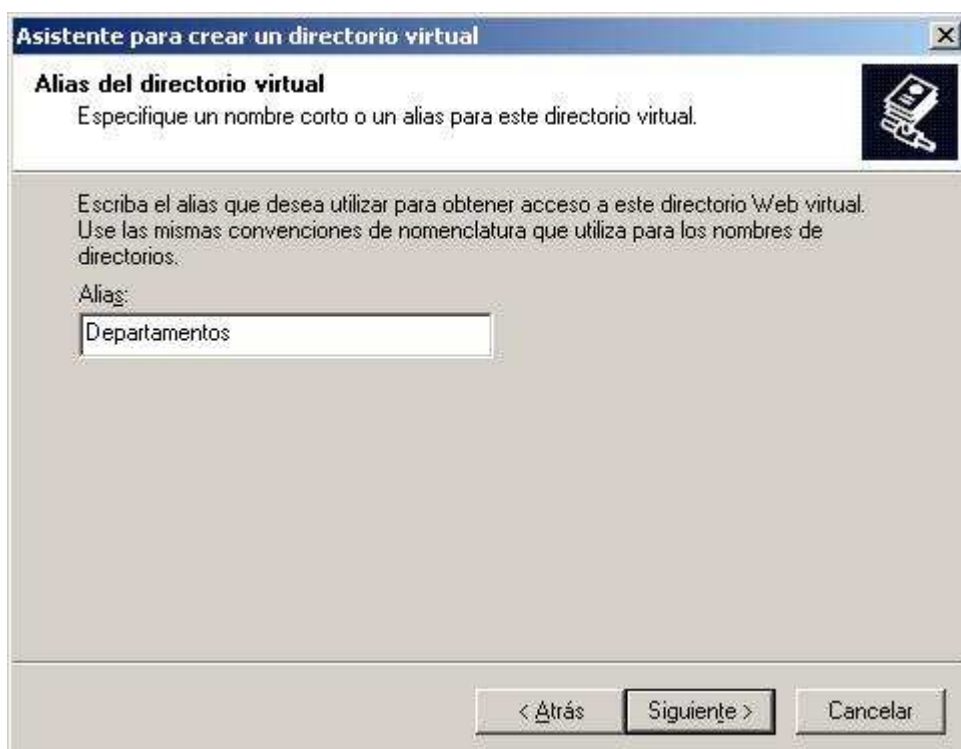 Asistente para crear un directorio virtual
Alias del directorio virtual
Especifique un nombre corto o un alias para este directorio virtual.
Escriba el alias que desea utilizar para obtener acceso a este directorio Web virtual.
Use las mismas convenciones de nomenclatura que utiliza para los nombres de
directorios.
Alias:
Departamentos
< Atrás
Siguiente >
Cancelar